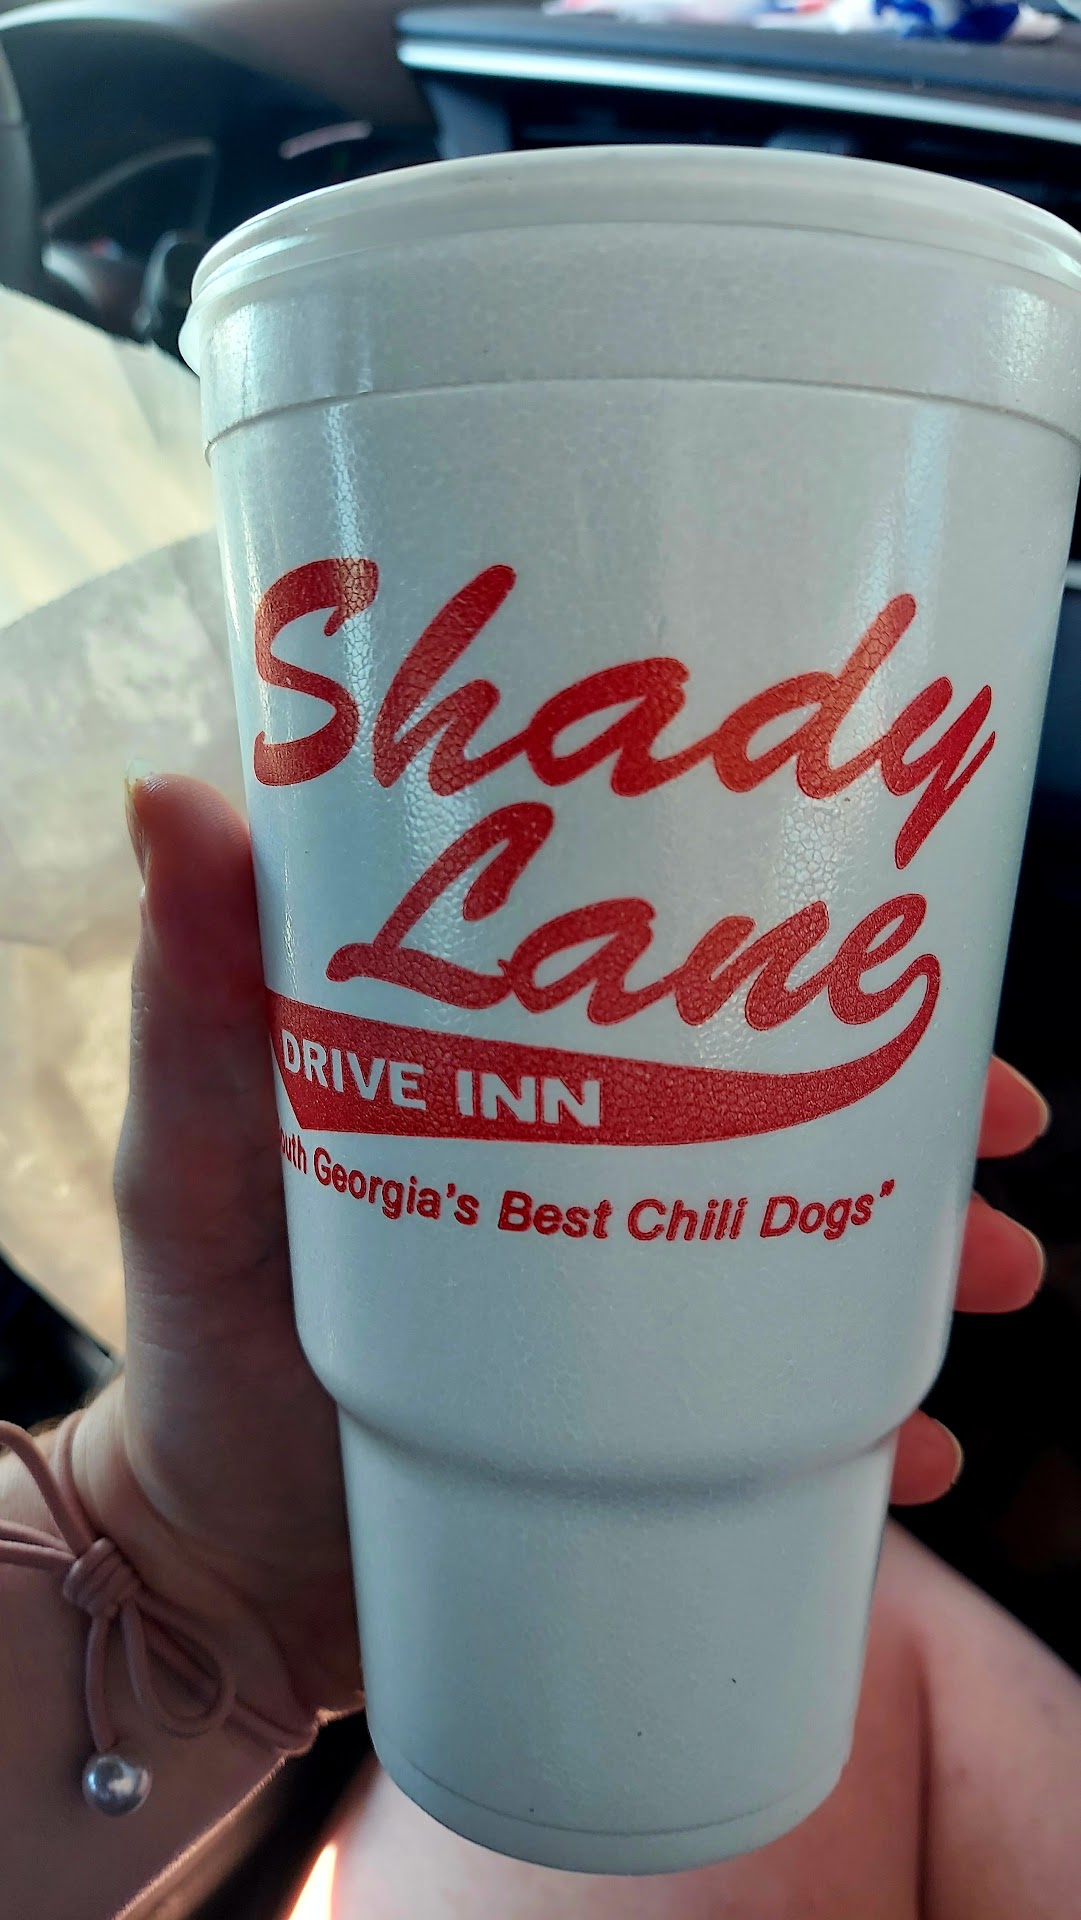 Shady
Lane
DRIVE INN
outh Georgia's Best Chili Dogs"